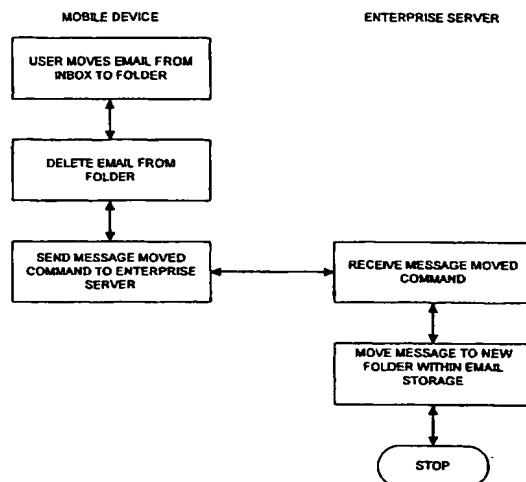 MOBILE DEVICE
ENTERPRISE SERVER
USER MOVES EMAIL FROM
INBOX TO FOLDER
DELETE EMAIL FROM
FOLDER
SEND MESSAGE MOVED
COMMAND TO ENTERPRISE
SERVER
RECEIVE MESSAGE MOVED
COMMAND
MOVE MESSAGE TO NEW
FOLDER WITHIN EMAIL
STORAGE
STOP